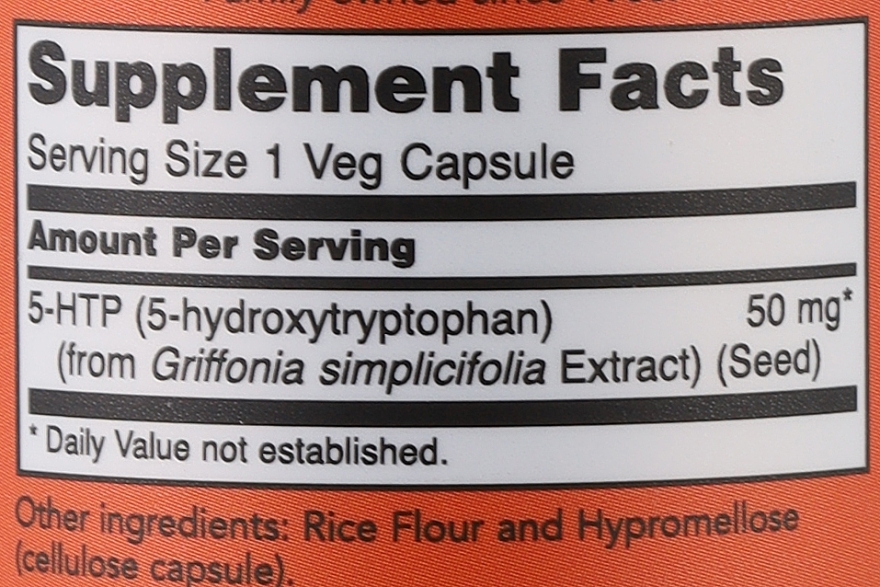 Supplement Facts
Serving Size 1 Veg Capsule
Amount Per Serving
5-HTP (5-hydroxytryptophan) 50 mg*
(from Griffonia simplicifolia Extract) (Seed)
* Daily Value not established.
Other ingredients: Rice Flour and Hypromellose
(cellulose capsule).